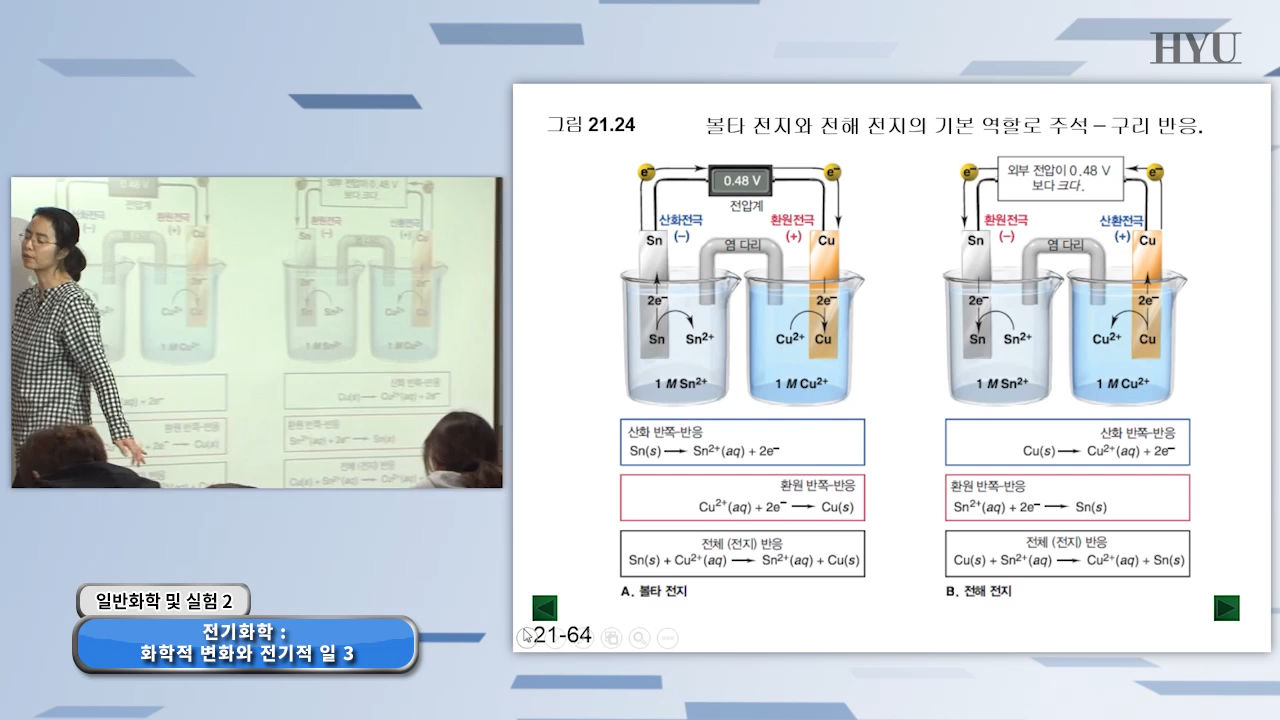 HYU
그림 21.24
볼타 전지와 전해 전지의 기본 역할로 주석 – 구리 반응.
e⁻
0.48 V
e⁻
전압계
산화전극
(–)
환원전극
(+)
Sn
염 다리
Cu
2e⁻
2e⁻
Sn
Sn²⁺
Cu²⁺
Cu
1 M Sn²⁺
1 M Cu²⁺
산화 반쪽-반응
Sn(s) → Sn²⁺(aq) + 2e⁻
환원 반쪽-반응
Cu²⁺(aq) + 2e⁻ → Cu(s)
전체 (전지) 반응
Sn(s) + Cu²⁺(aq) → Sn²⁺(aq) + Cu(s)
A. 볼타 전지
e⁻
외부 전압이 0.48 V
보다 크다.
e⁻
환원전극
(–)
산환전극
(+)
Sn
염 다리
Cu
2e⁻
2e⁻
Sn
Sn²⁺
Cu²⁺
Cu
1 M Sn²⁺
1 M Cu²⁺
산화 반쪽-반응
Cu(s) → Cu²⁺(aq) + 2e⁻
환원 반쪽-반응
Sn²⁺(aq) + 2e⁻ → Sn(s)
전체 (전지) 반응
Cu(s) + Sn²⁺(aq) → Cu²⁺(aq) + Sn(s)
B. 전해 전지
21-64
일반화학 및 실험 2
전기화학 :
화학적 변화와 전기적 일 3